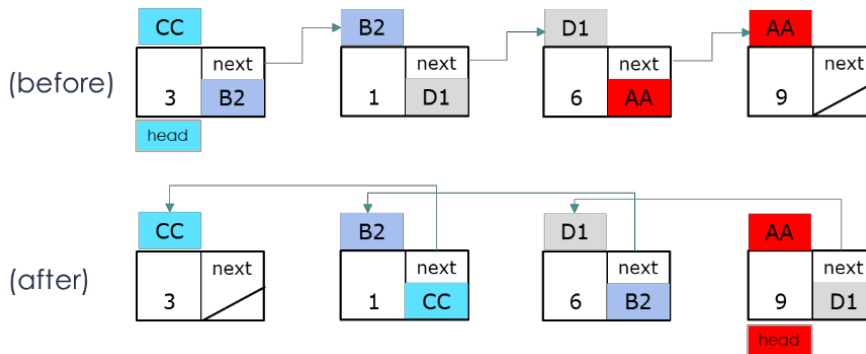 CC B2 D1 AA
next next next next
(before) 3 B2 1 D1 6 AA 9
head
CC B2 D1 AA
next next next next
(after) 3 1 CC 6 B2 9 D1
head